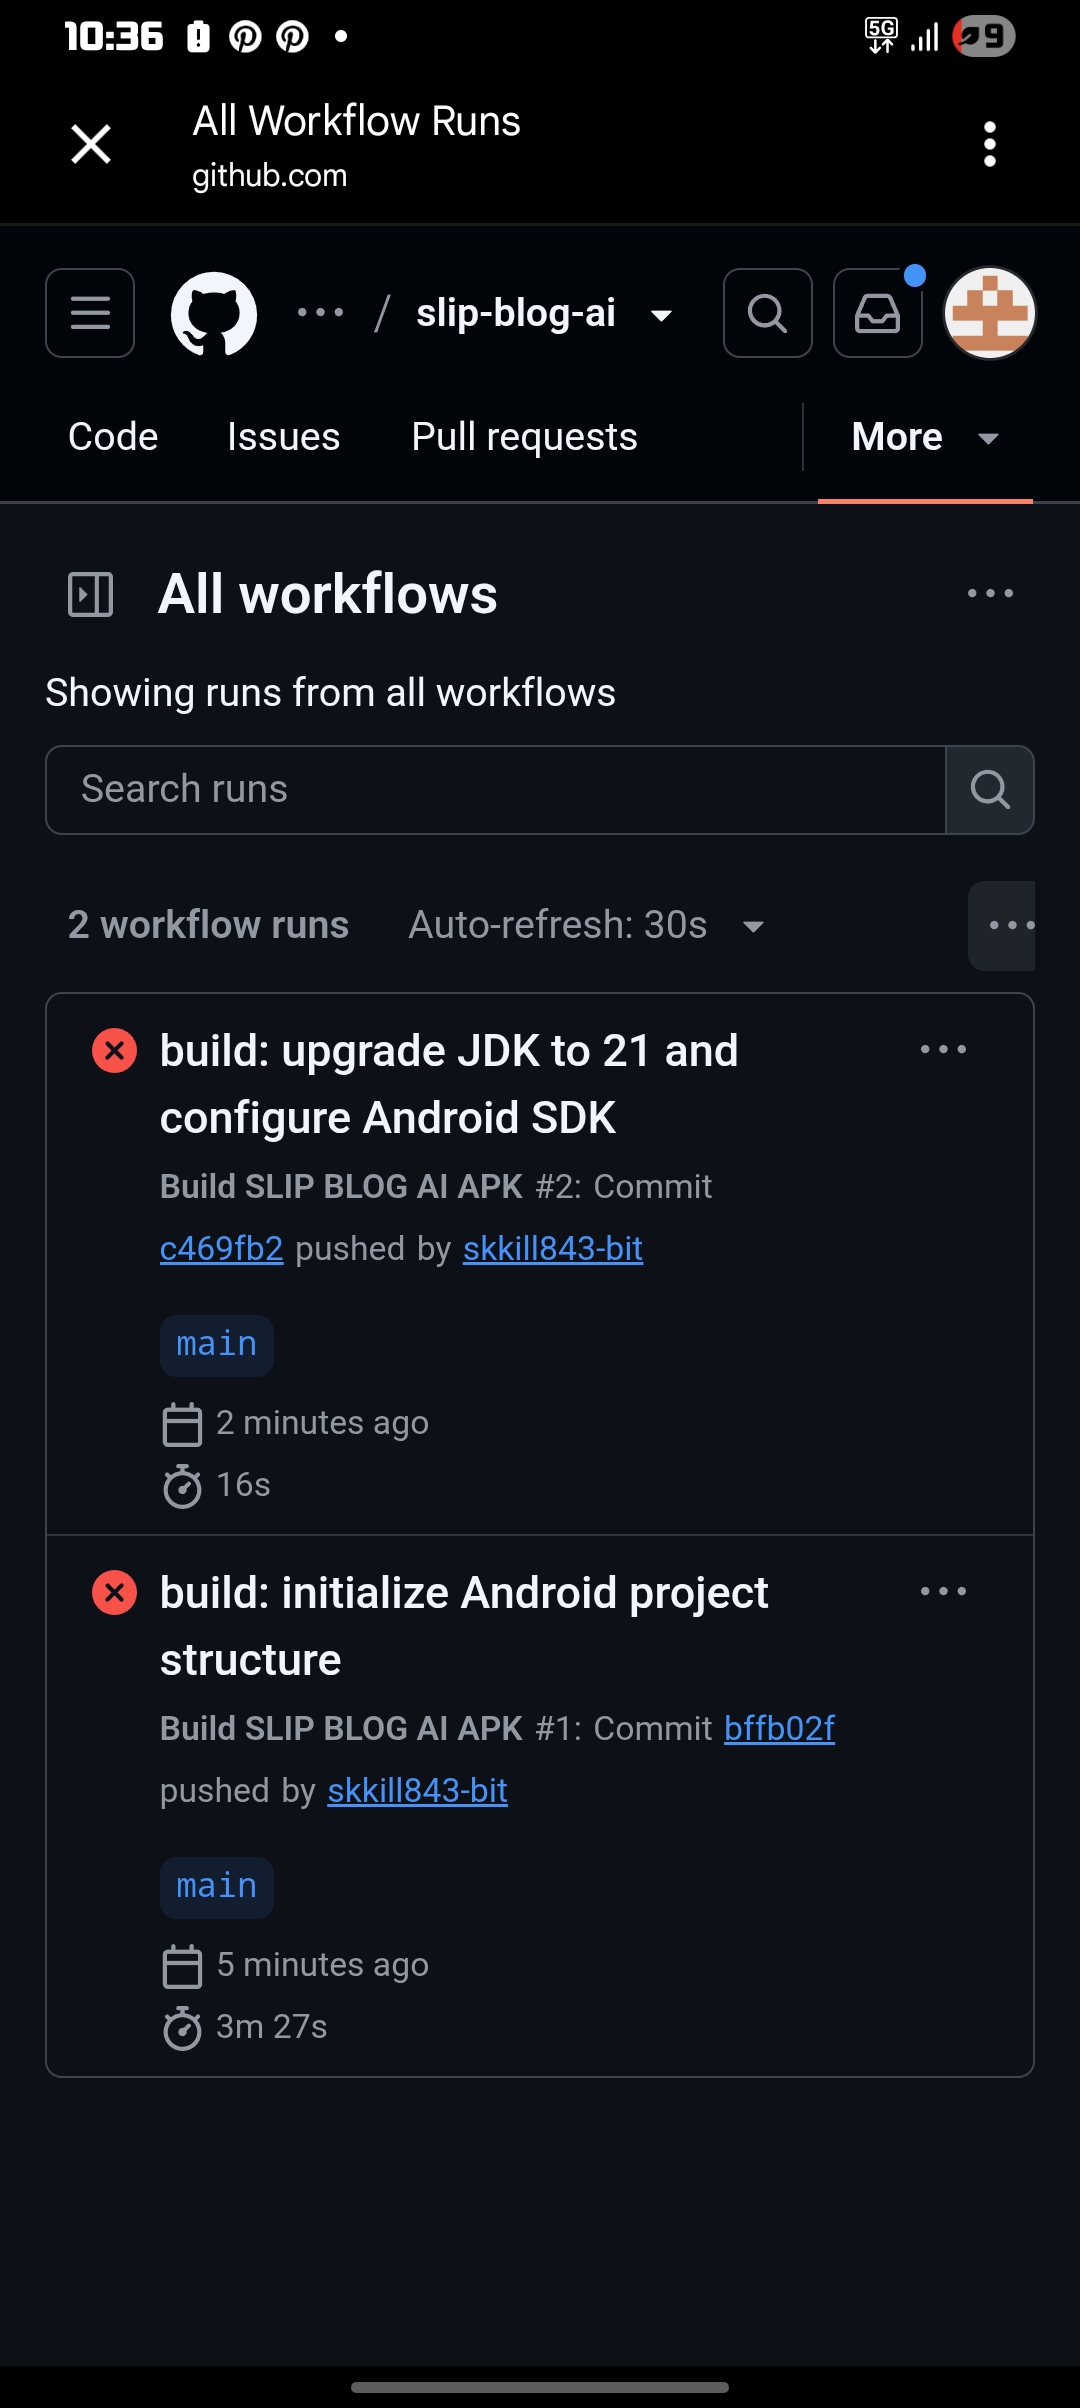 10:36
5G
9
All Workflow Runs
github.com
/ slip-blog-ai
Code Issues Pull requests More
All workflows
Showing runs from all workflows
Search runs
2 workflow runs Auto-refresh: 30s
build: upgrade JDK to 21 and
configure Android SDK
Build SLIP BLOG AI APK #2: Commit
c469fb2 pushed by skkill843-bit
main
2 minutes ago
16s
build: initialize Android project
structure
Build SLIP BLOG AI APK #1: Commit bffb02f
pushed by skkill843-bit
main
5 minutes ago
3m 27s